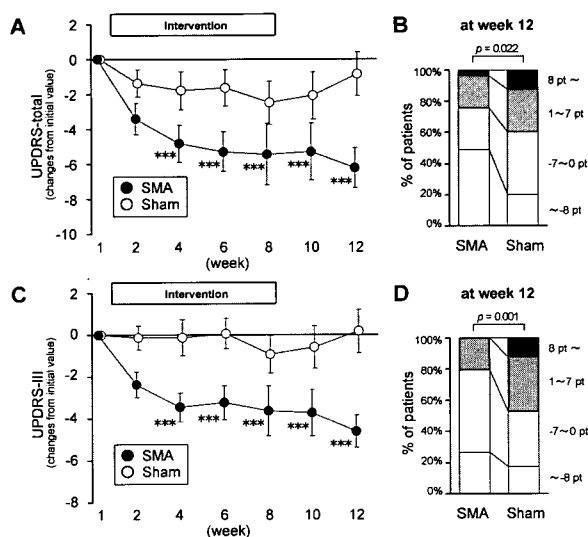 A
Intervention
UPDRS-total
(changes from initial value)
2
0
-2
-4
-6
-8
-10
*** *** *** *** ***
SMA
Sham
1 2 4 6 8 10 12
(week)
B
at week 12
p = 0.022
% of patients
100%
80%
60%
40%
20%
0%
8 pt ~
1~7 pt
-7~0 pt
~-8 pt
SMA Sham
C
Intervention
UPDRS-III
(changes from initial value)
2
0
-2
-4
-6
-8
*** *** *** *** ***
SMA
Sham
1 2 4 6 8 10 12
(week)
D
at week 12
p = 0.001
% of patients
100%
80%
60%
40%
20%
0%
8 pt ~
1~7 pt
-7~0 pt
~-8 pt
SMA Sham